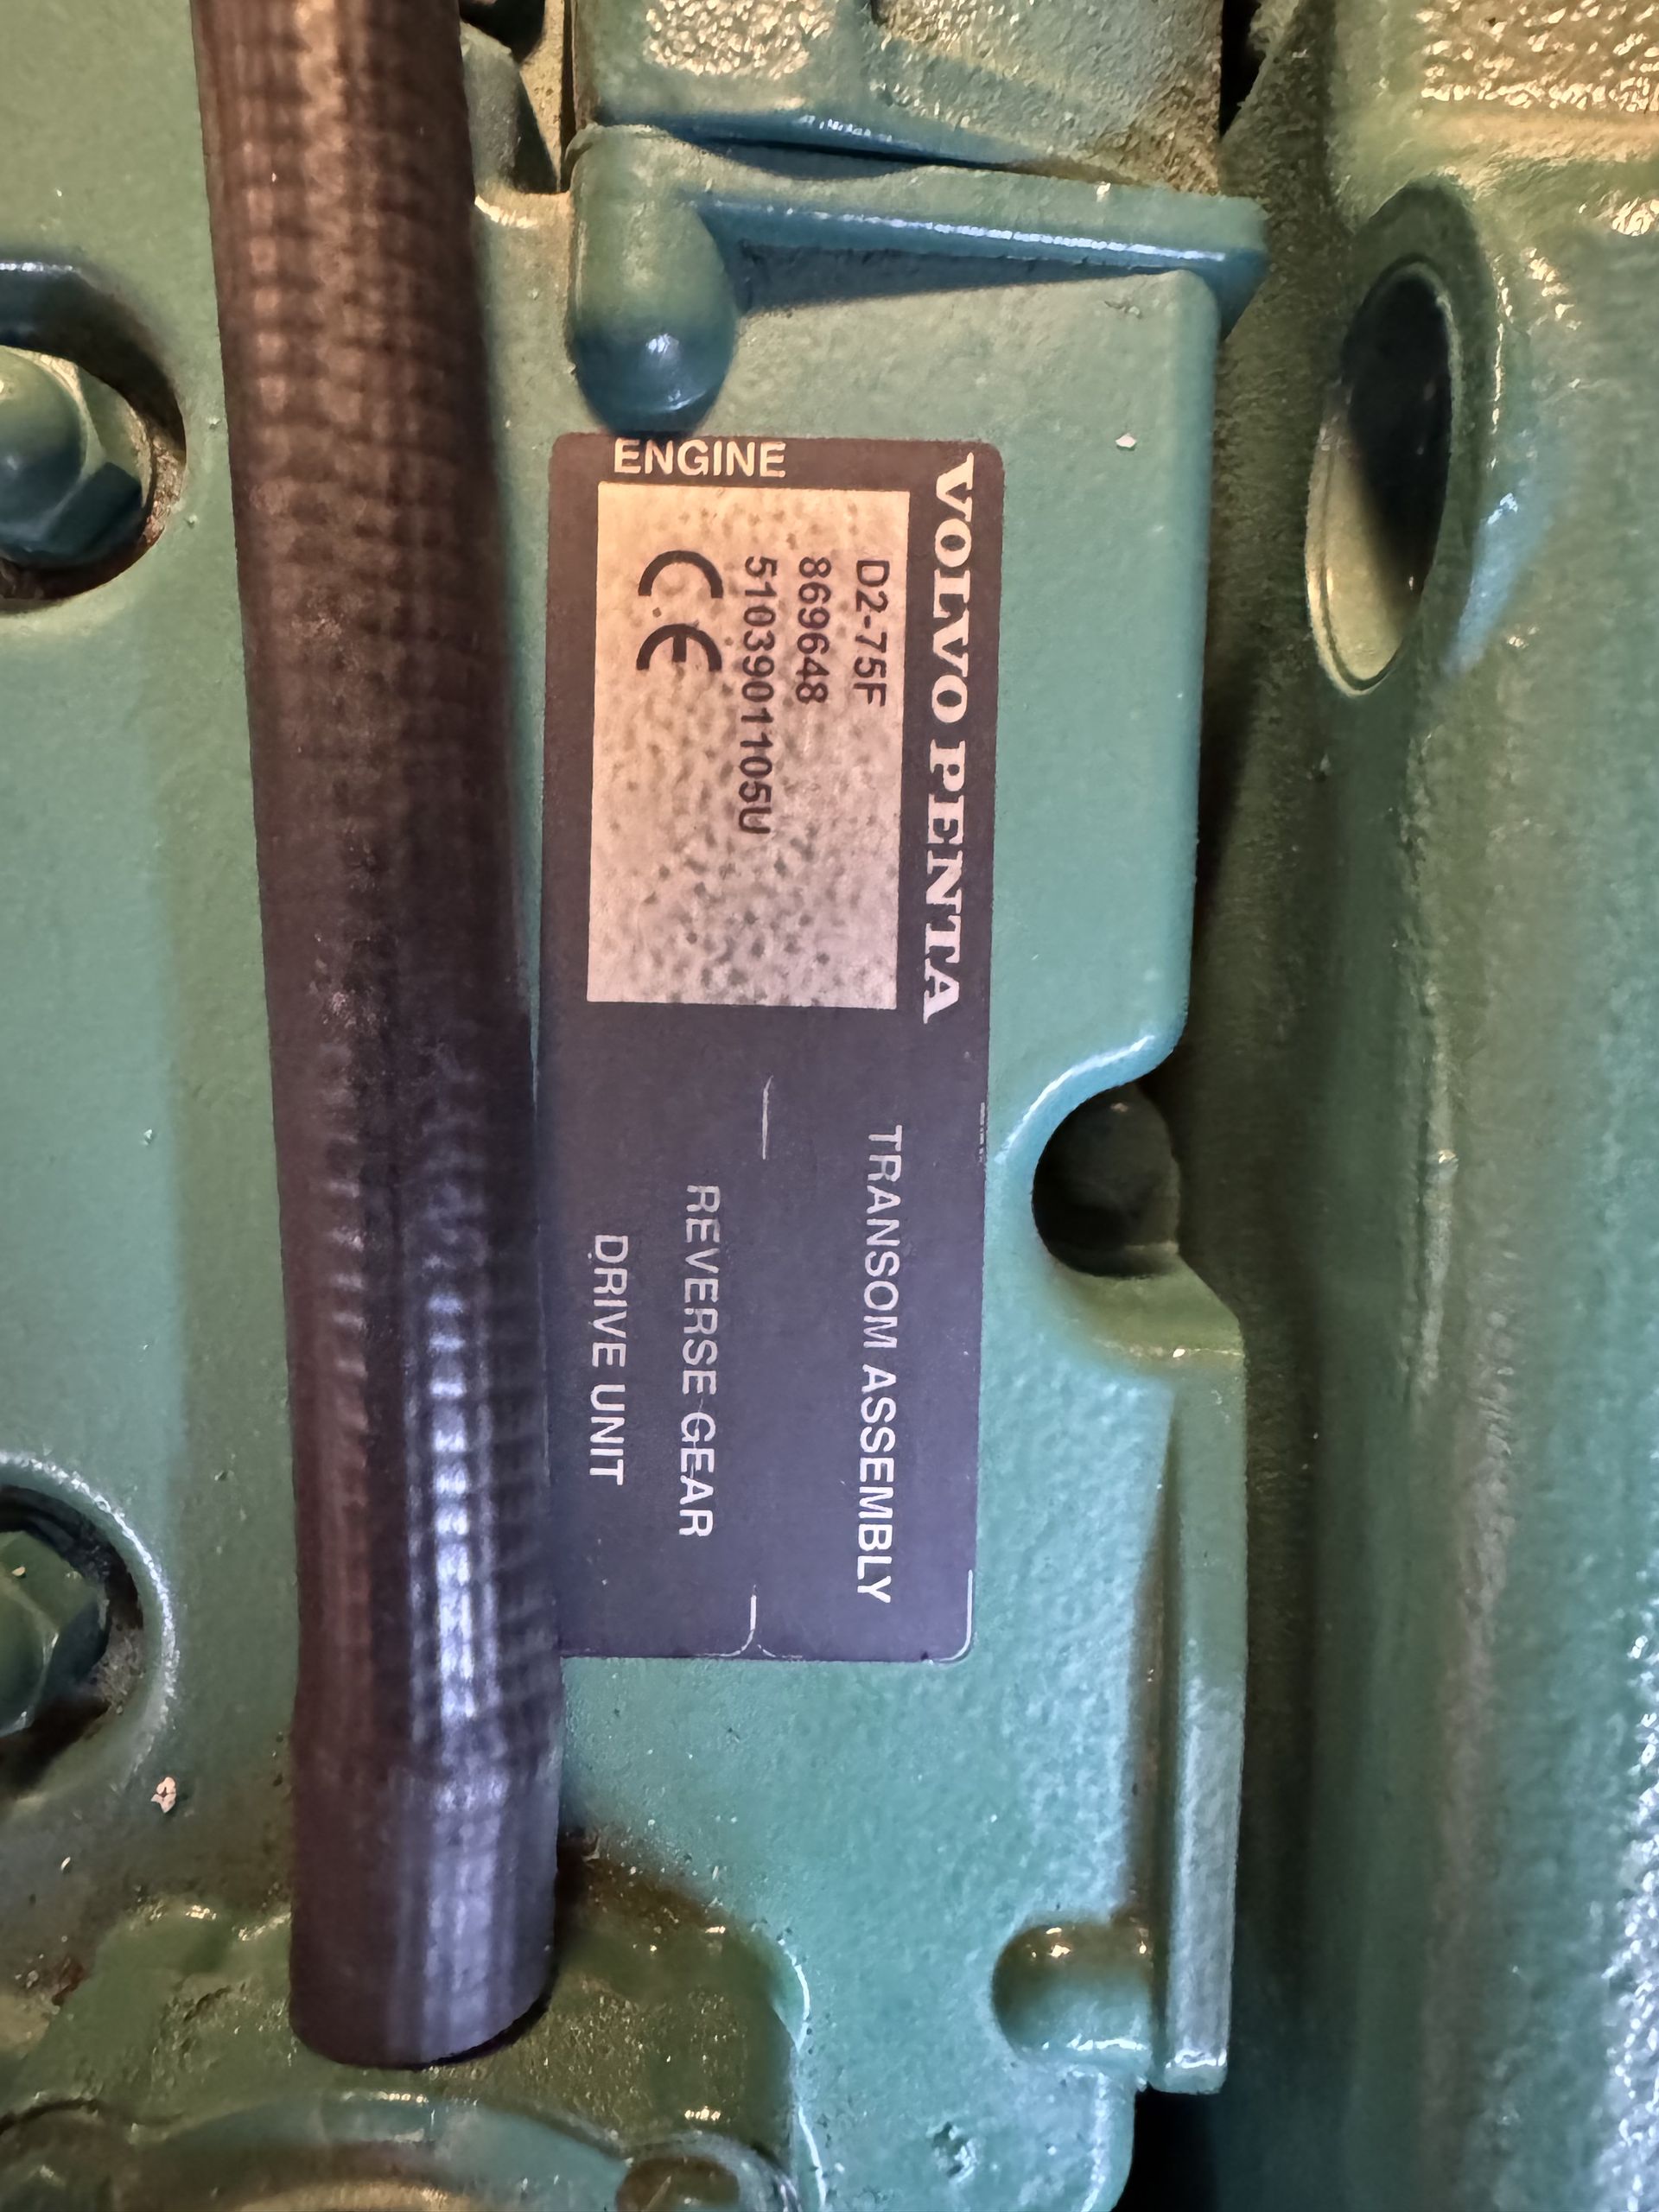 VOLVO PENTA
D2-75F
869648
5103901105U
CE
ENGINE
TRANSOM ASSEMBLY
REVERSE GEAR
DRIVE UNIT